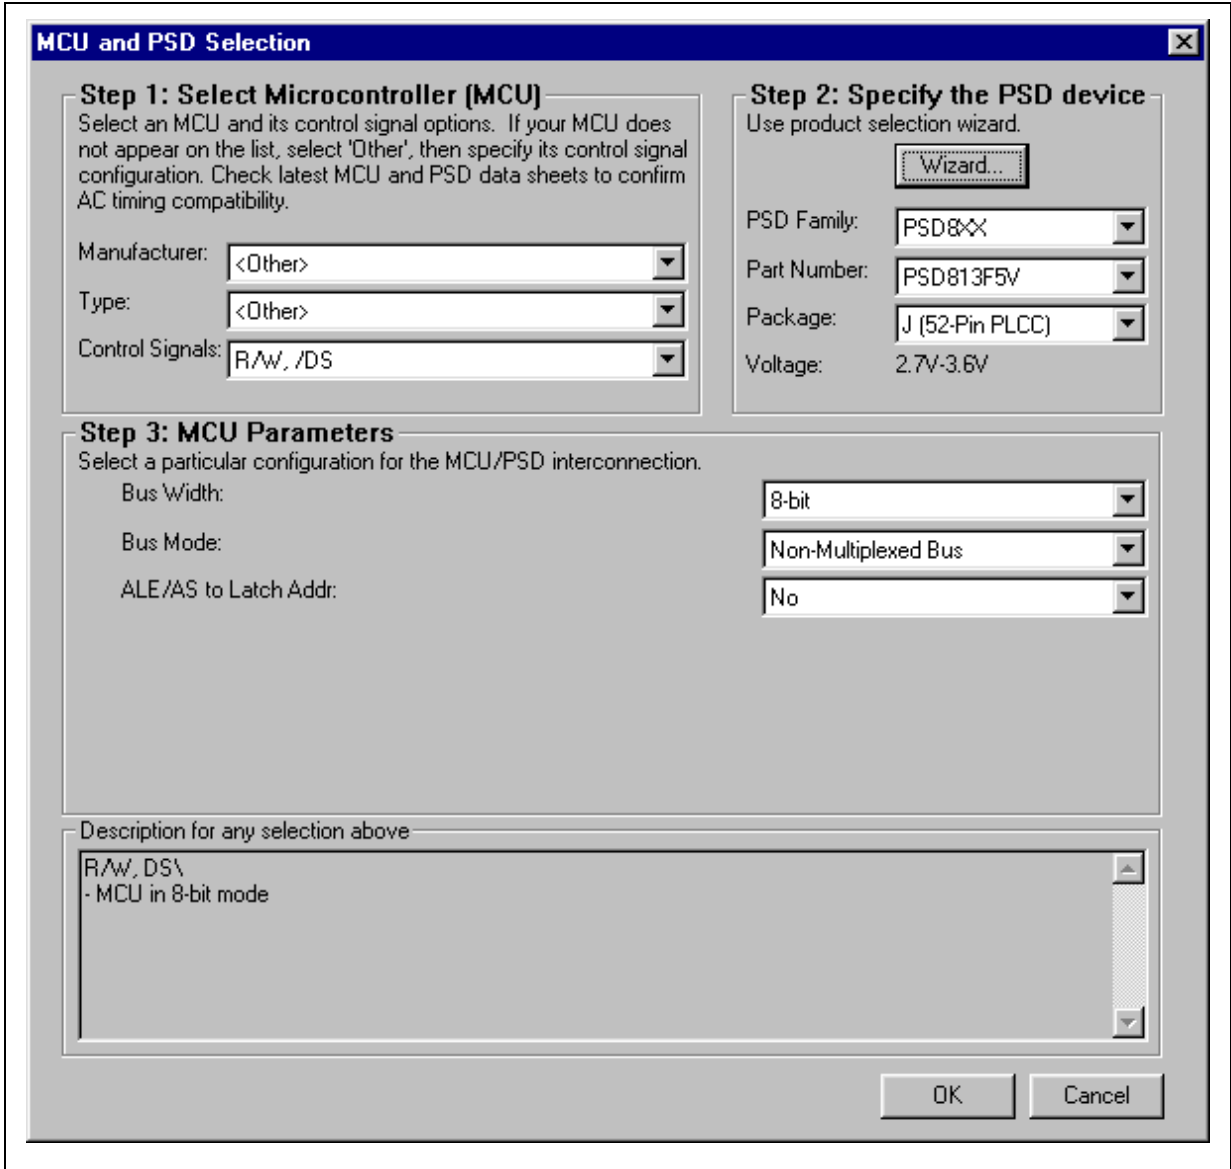 MCU and PSD Selection
Step 1: Select Microcontroller (MCU)
Select an MCU and its control signal options. If your MCU does
not appear on the list, select 'Other', then specify its control signal
configuration. Check latest MCU and PSD data sheets to confirm
AC timing compatibility.
Manufacturer: <Other>
Type: <Other>
Control Signals: R/W, /DS
Step 2: Specify the PSD device
Use product selection wizard.
Wizard...
PSD Family: PSD8XX
Part Number: PSD813F5V
Package: J (52-Pin PLCC)
Voltage: 2.7V-3.6V
Step 3: MCU Parameters
Select a particular configuration for the MCU/PSD interconnection.
Bus Width: 8-bit
Bus Mode: Non-Multiplexed Bus
ALE/AS to Latch Addr: No
Description for any selection above
R/W, DS\
- MCU in 8-bit mode
OK Cancel